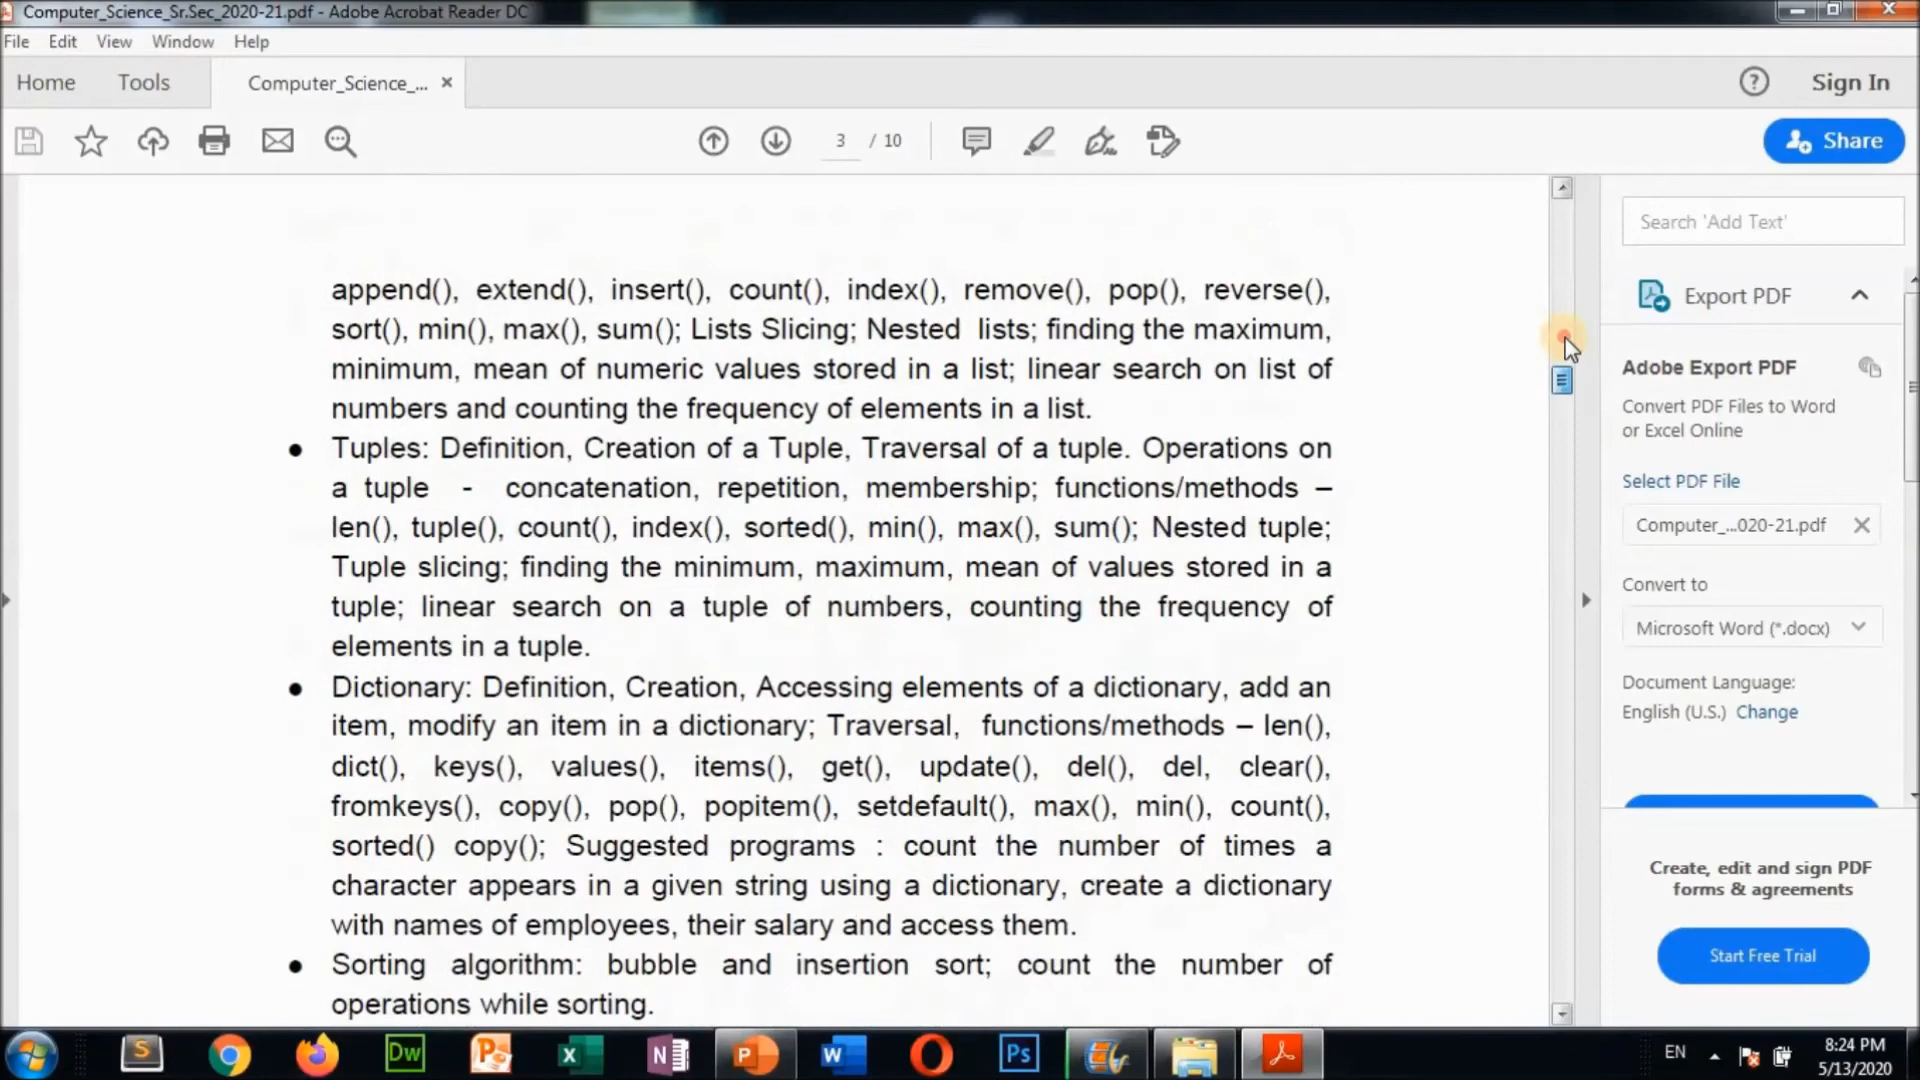 Computer_Science_Sr.Sec_2020-21.pdf - Adobe Acrobat Reader DC
File Edit View Window Help
Home Tools Computer_Science_... × Sign In
3 / 10 Share
Search 'Add Text'
Export PDF
Adobe Export PDF
Convert PDF Files to Word
or Excel Online
Select PDF File
Computer_...020-21.pdf
Convert to
Microsoft Word (*.docx)
Document Language:
English (U.S.) Change
Create, edit and sign PDF
forms & agreements
Start Free Trial
append(), extend(), insert(), count(), index(), remove(), pop(), reverse(),
sort(), min(), max(), sum(); Lists Slicing; Nested lists; finding the maximum,
minimum, mean of numeric values stored in a list; linear search on list of
numbers and counting the frequency of elements in a list.
● Tuples: Definition, Creation of a Tuple, Traversal of a tuple. Operations on
a tuple - concatenation, repetition, membership; functions/methods –
len(), tuple(), count(), index(), sorted(), min(), max(), sum(); Nested tuple;
Tuple slicing; finding the minimum, maximum, mean of values stored in a
tuple; linear search on a tuple of numbers, counting the frequency of
elements in a tuple.
● Dictionary: Definition, Creation, Accessing elements of a dictionary, add an
item, modify an item in a dictionary; Traversal, functions/methods – len(),
dict(), keys(), values(), items(), get(), update(), del(), del, clear(),
fromkeys(), copy(), pop(), popitem(), setdefault(), max(), min(), count(),
sorted() copy(); Suggested programs : count the number of times a
character appears in a given string using a dictionary, create a dictionary
with names of employees, their salary and access them.
● Sorting algorithm: bubble and insertion sort; count the number of
operations while sorting.
S Dw P X N P W Ps
EN
8:24 PM
5/13/2020